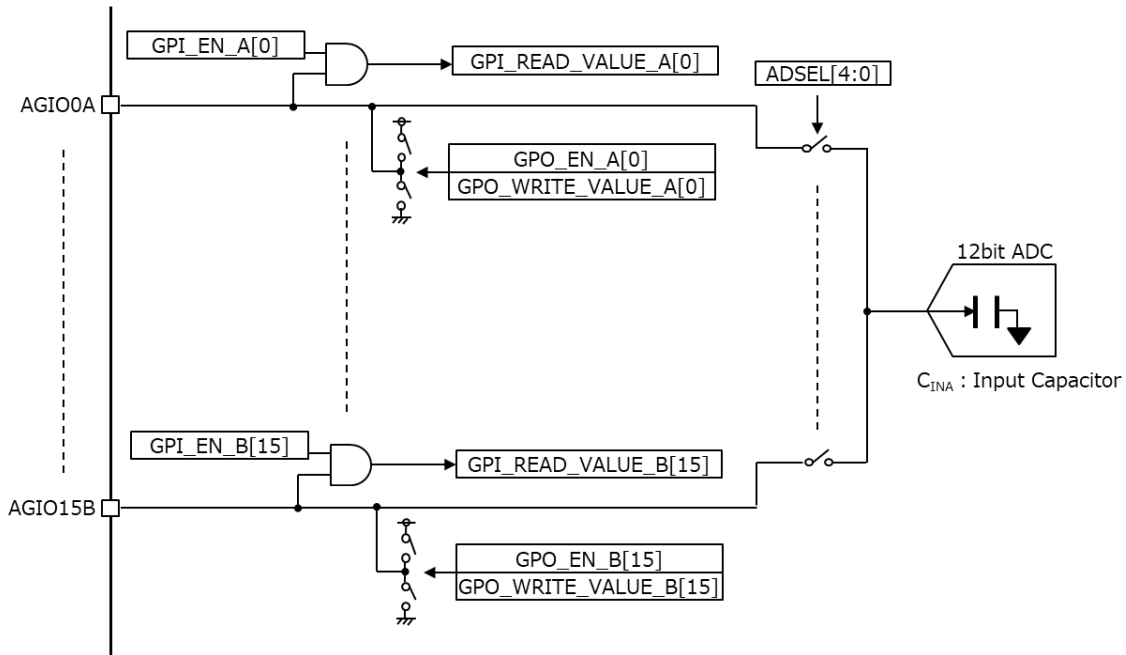 GPI_EN_A[0]
GPI_READ_VALUE_A[0]
ADSEL[4:0]
AGIO0A
GPO_EN_A[0]
GPO_WRITE_VALUE_A[0]
12bit ADC
C_INA : Input Capacitor
GPI_EN_B[15]
GPI_READ_VALUE_B[15]
AGIO15B
GPO_EN_B[15]
GPO_WRITE_VALUE_B[15]